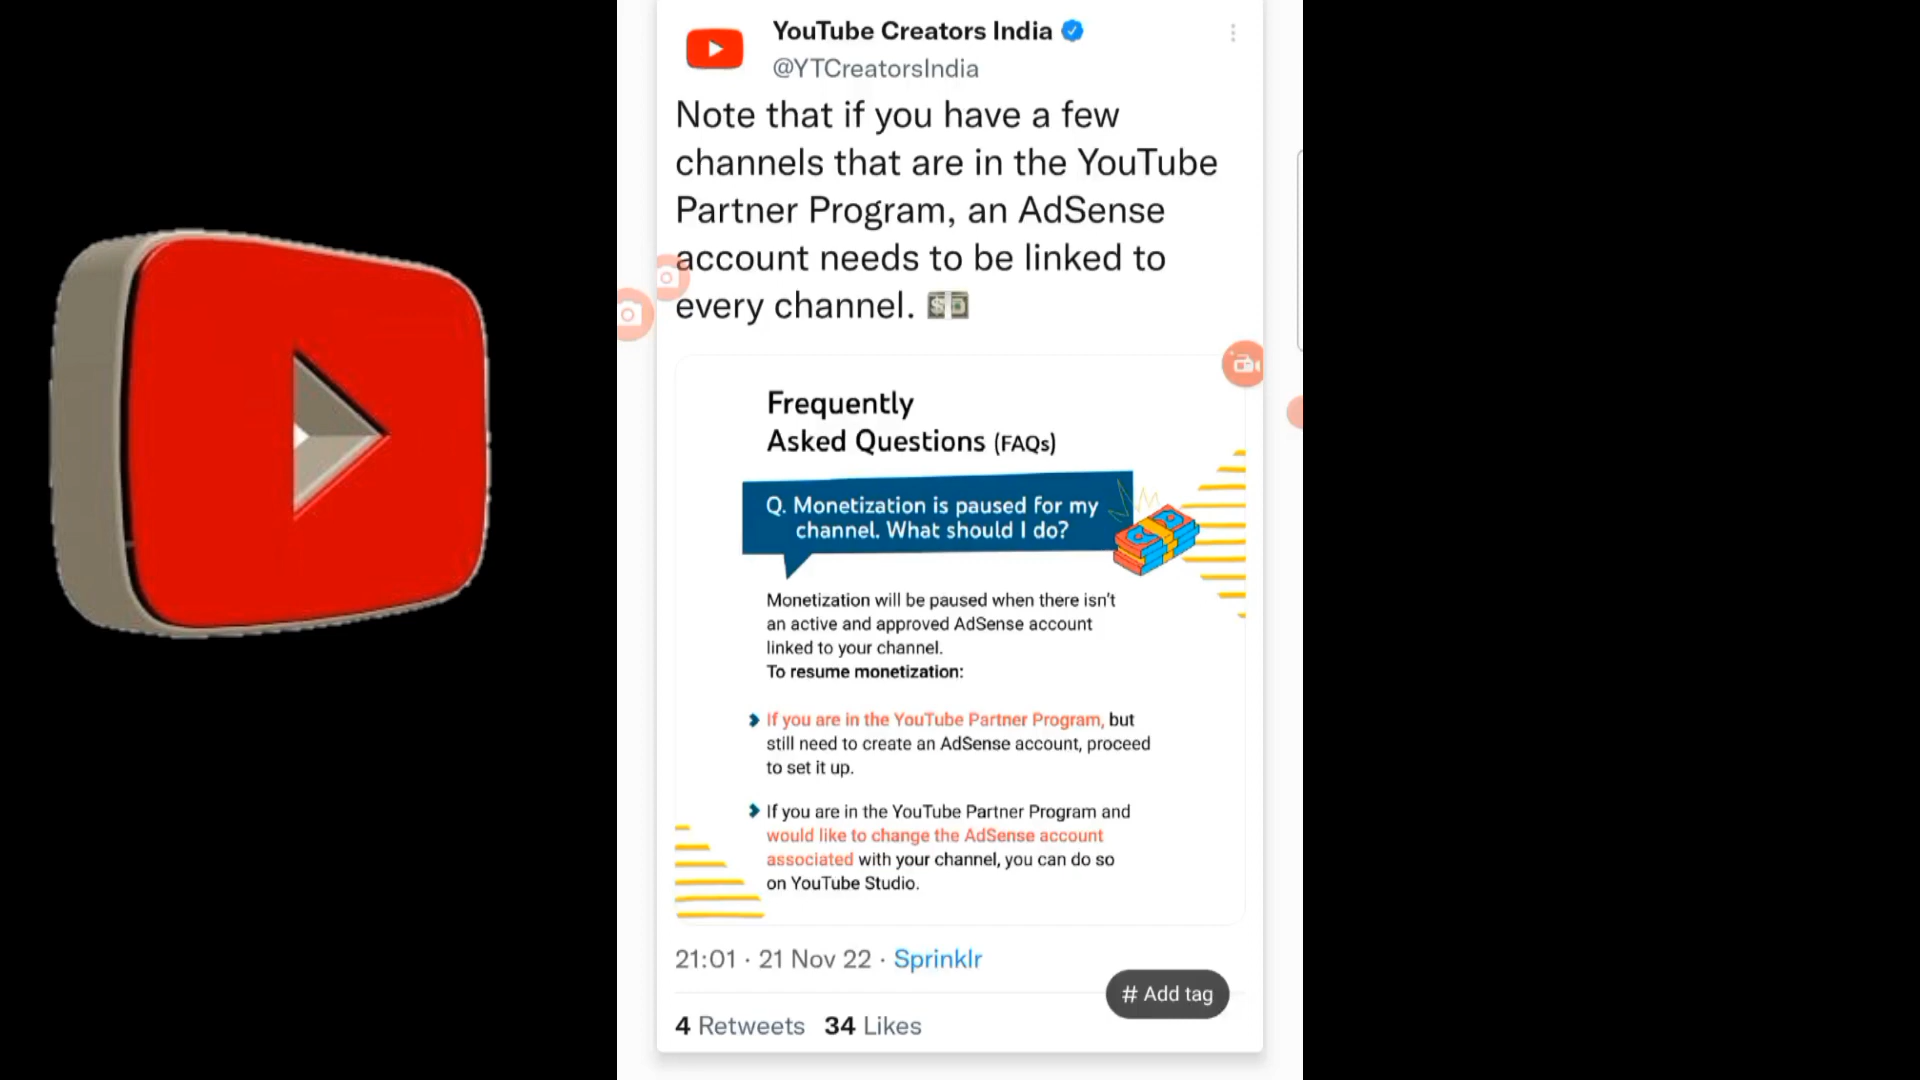 YouTube Creators India
@YTCreatorsIndia
Note that if you have a few
channels that are in the YouTube
Partner Program, an AdSense
account needs to be linked to
every channel. 💵
Frequently
Asked Questions (FAQs)
Q. Monetization is paused for my
channel. What should I do?
Monetization will be paused when there isn't
an active and approved AdSense account
linked to your channel.
To resume monetization:
If you are in the YouTube Partner Program, but
still need to create an AdSense account, proceed
to set it up.
If you are in the YouTube Partner Program and
would like to change the AdSense account
associated with your channel, you can do so
on YouTube Studio.
21:01 · 21 Nov 22 · Sprinklr
# Add tag
4 Retweets 34 Likes